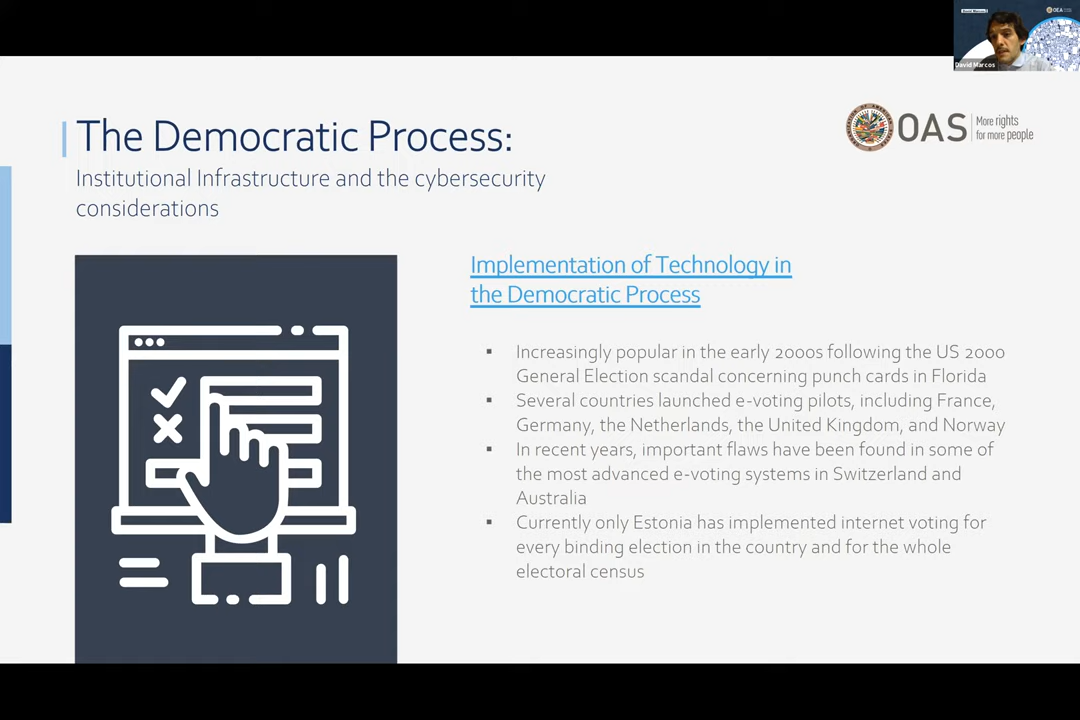 David Marcos
OEA
David Marcos
The Democratic Process:
Institutional Infrastructure and the cybersecurity
considerations
OAS
More rights
for more people
Implementation of Technology in
the Democratic Process
▪ Increasingly popular in the early 2000s following the US 2000
General Election scandal concerning punch cards in Florida
▪ Several countries launched e-voting pilots, including France,
Germany, the Netherlands, the United Kingdom, and Norway
▪ In recent years, important flaws have been found in some of
the most advanced e-voting systems in Switzerland and
Australia
▪ Currently only Estonia has implemented internet voting for
every binding election in the country and for the whole
electoral census